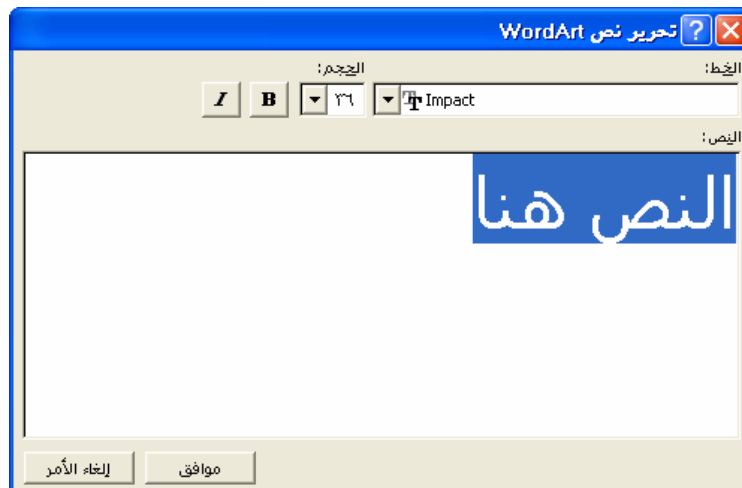 تحرير نص WordArt
الخط: الحجم:
Impact ٣٦ B I
النص:
النص هنا
موافق إلغاء الأمر